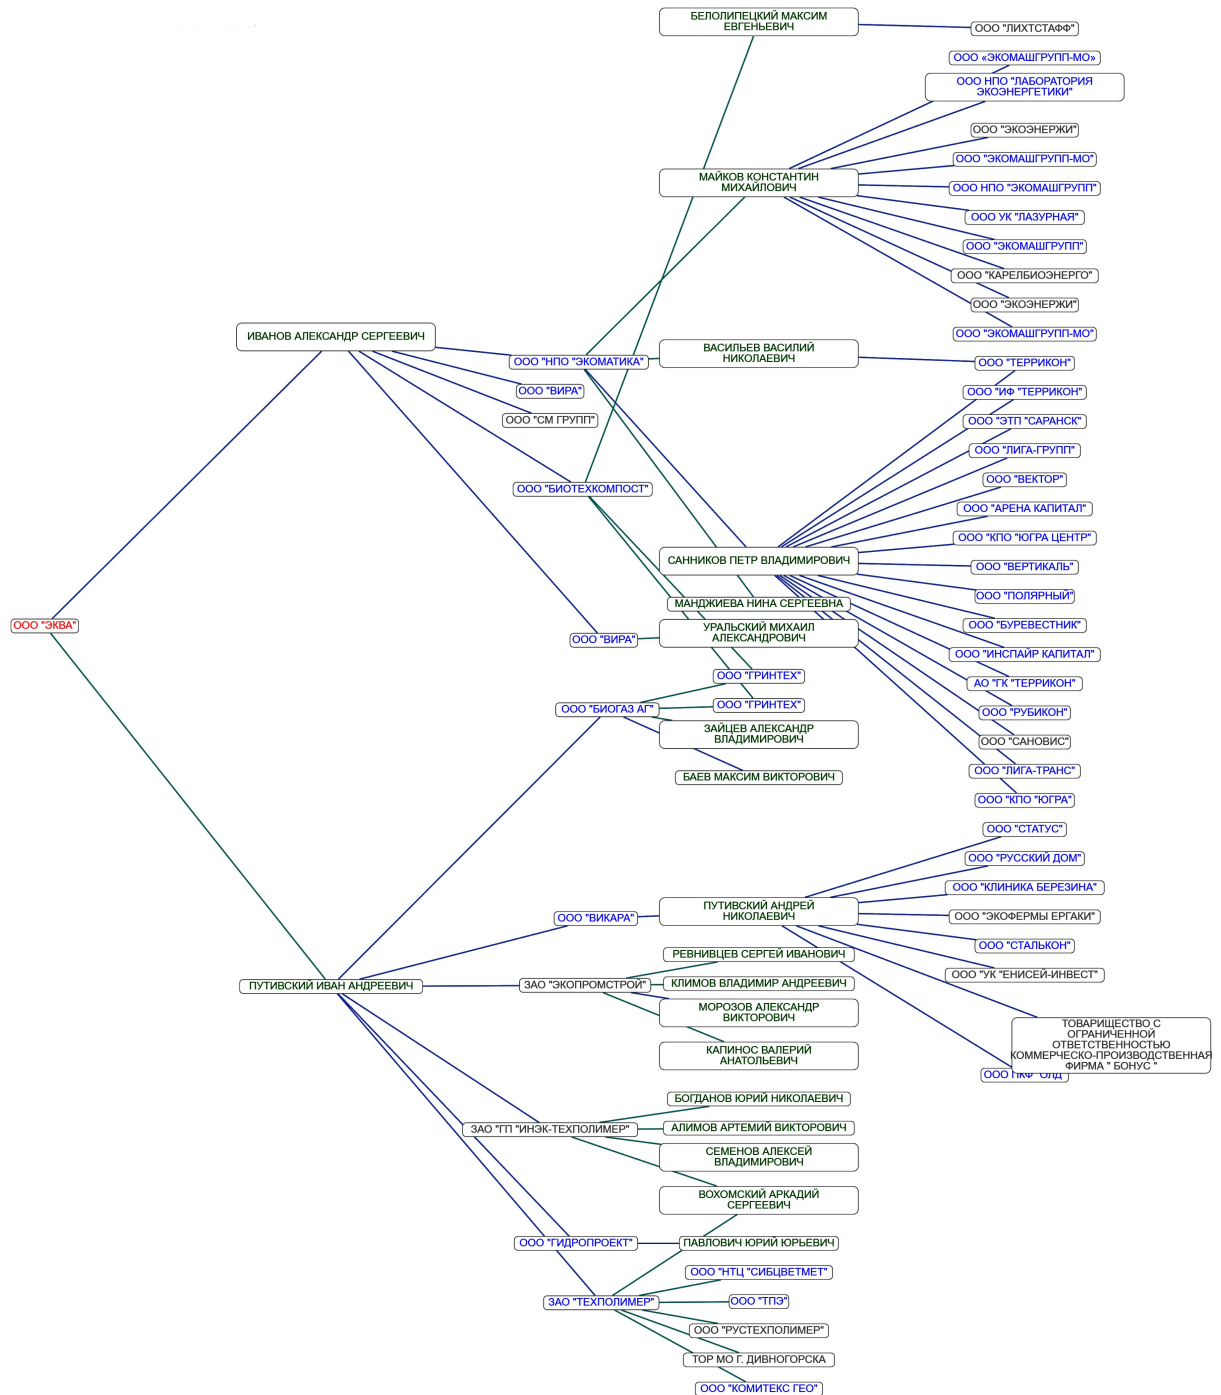 БЕЛОЛИПЕЦКИЙ МАКСИМ
ЕВГЕНЬЕВИЧ
ООО "ЛИХТСТАФФ"
ООО «ЭКОМАШГРУПП-МО»
ООО НПО "ЛАБОРАТОРИЯ
ЭКОЭНЕРГЕТИКИ"
ООО "ЭКОЭНЕРЖИ"
ООО "ЭКОМАШГРУПП-МО"
МАЙКОВ КОНСТАНТИН
МИХАЙЛОВИЧ
ООО НПО "ЭКОМАШГРУПП"
ООО УК "ЛАЗУРНАЯ"
ООО "ЭКОМАШГРУПП"
ООО "КАРЕЛБИОЭНЕРГО"
ООО "ЭКОЭНЕРЖИ"
ООО "ЭКОМАШГРУПП-МО"
ИВАНОВ АЛЕКСАНДР СЕРГЕЕВИЧ
ООО "НПО "ЭКОМАТИКА"
ВАСИЛЬЕВ ВАСИЛИЙ
НИКОЛАЕВИЧ
ООО "ТЕРРИКОН"
ООО "ВИРА"
ООО "ИФ "ТЕРРИКОН"
ООО "СМ ГРУПП"
ООО "ЭТП "САРАНСК"
ООО "ЛИГА-ГРУПП"
ООО "БИОТЕХКОМПОСТ"
ООО "ВЕКТОР"
ООО "АРЕНА КАПИТАЛ"
ООО "КПО "ЮГРА ЦЕНТР"
САННИКОВ ПЕТР ВЛАДИМИРОВИЧ
ООО "ВЕРТИКАЛЬ"
ООО "ПОЛЯРНЫЙ"
МАНДЖИЕВА НИНА СЕРГЕЕВНА
ООО "ЭКВА"
ООО "БУРЕВЕСТНИК"
ООО "ВИРА"
УРАЛЬСКИЙ МИХАИЛ
АЛЕКСАНДРОВИЧ
ООО "ИНСПАЙР КАПИТАЛ"
ООО "ГРИНТЕХ"
АО "ГК "ТЕРРИКОН"
ООО "БИОГАЗ АГ"
ООО "ГРИНТЕХ"
ООО "РУБИКОН"
ЗАЙЦЕВ АЛЕКСАНДР
ВЛАДИМИРОВИЧ
ООО "САНОВИС"
БАЕВ МАКСИМ ВИКТОРОВИЧ
ООО "ЛИГА-ТРАНС"
ООО "КПО "ЮГРА"
ООО "СТАТУС"
ООО "РУССКИЙ ДОМ"
ООО "КЛИНИКА БЕРЕЗИНА"
ООО "ВИКАРА"
ПУТИВСКИЙ АНДРЕЙ
НИКОЛАЕВИЧ
ООО "ЭКОФЕРМЫ ЕРГАКИ"
ООО "СТАЛЬКОН"
РЕВНИВЦЕВ СЕРГЕЙ ИВАНОВИЧ
ООО "УК "ЕНИСЕЙ-ИНВЕСТ"
ПУТИВСКИЙ ИВАН АНДРЕЕВИЧ
ЗАО "ЭКОПРОМСТРОЙ"
КЛИМОВ ВЛАДИМИР АНДРЕЕВИЧ
МОРОЗОВ АЛЕКСАНДР
ВИКТОРОВИЧ
ТОВАРИЩЕСТВО С
ОГРАНИЧЕННОЙ
ОТВЕТСТВЕННОСТЬЮ
КОММЕРЧЕСКО-ПРОИЗВОДСТВЕННАЯ
ФИРМА " БОНУС "
КАПИНОС ВАЛЕРИЙ
АНАТОЛЬЕВИЧ
ООО ПКФ "ОЛД"
БОГДАНОВ ЮРИЙ НИКОЛАЕВИЧ
ЗАО "ГП "ИНЭК-ТЕХПОЛИМЕР"
АЛИМОВ АРТЕМИЙ ВИКТОРОВИЧ
СЕМЕНОВ АЛЕКСЕЙ
ВЛАДИМИРОВИЧ
ВОХОМСКИЙ АРКАДИЙ
СЕРГЕЕВИЧ
ООО "ГИДРОПРОЕКТ"
ПАВЛОВИЧ ЮРИЙ ЮРЬЕВИЧ
ООО "НТЦ "СИБЦВЕТМЕТ"
ЗАО "ТЕХПОЛИМЕР"
ООО "ТПЭ"
ООО "РУСТЕХПОЛИМЕР"
ТОР МО Г. ДИВНОГОРСКА
ООО "КОМИТЕКС ГЕО"